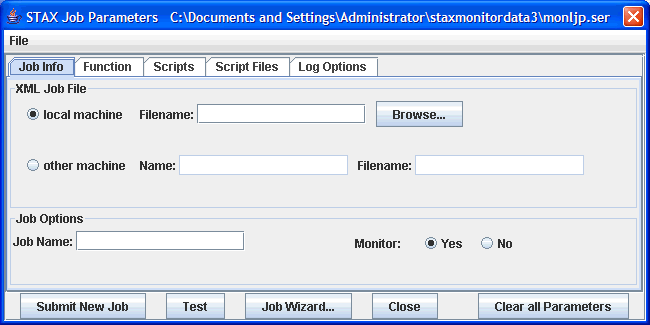 STAX Job Parameters C:\Documents and Settings\Administrator\staxmonitordata3\monljp.ser
File
Job Info Function Scripts Script Files Log Options
XML Job File
local machine Filename: Browse...
other machine Name: Filename:
Job Options
Job Name: Monitor: Yes No
Submit New Job Test Job Wizard... Close Clear all Parameters